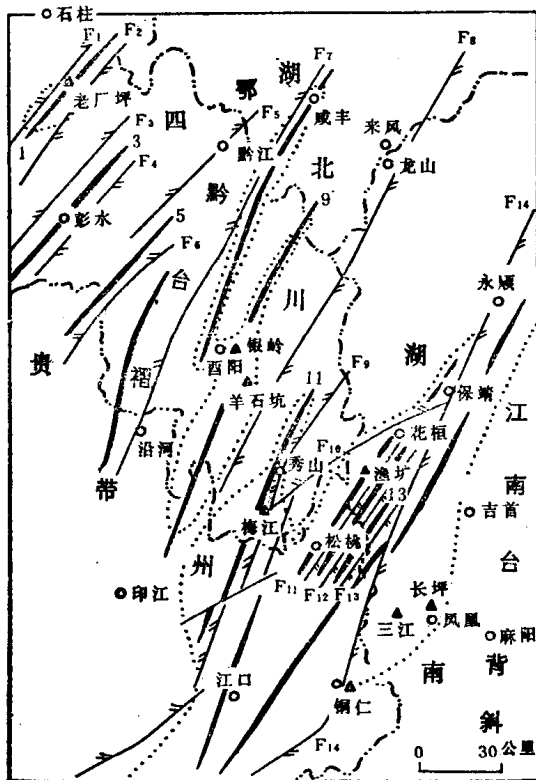 石柱
F1
F2
老厂坪
四
鄂
湖
F7
F8
咸丰
F3
F5
黔江
来凤
1
3
F4
黔
北
龙山
彭水
5
9
F14
F6
台
川
永顺
贵
银岭
湖
褶
酉阳
羊石坑
11
F9
保靖
江
沿河
花垣
F10
秀山
渔坑
13
南
带
梅江
吉首
松桃
台
州
印江
F11
F12
F13
长坪
三江
凤凰
麻阳
江口
南
背
铜仁
斜
F14
0 30公里